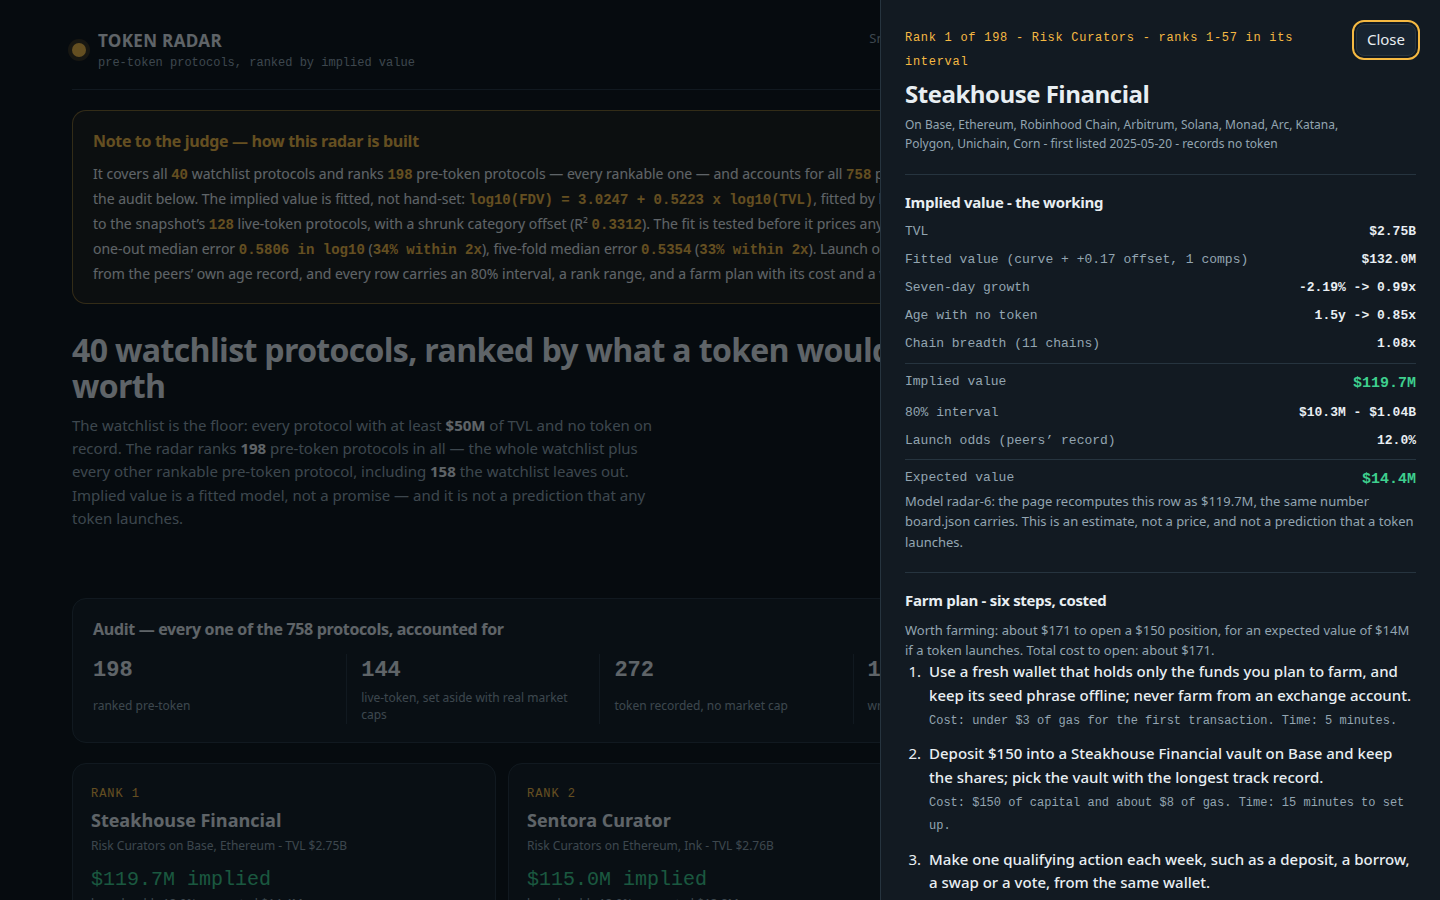 TOKEN RADAR
pre-token protocols, ranked by implied value
Note to the judge — how this radar is built
It covers all 40 watchlist protocols and ranks 198 pre-token protocols — every rankable one — and accounts for all 758
the audit below. The implied value is fitted, not hand-set: log10(FDV) = 3.0247 + 0.5223 x log10(TVL), fitted by
to the snapshot's 128 live-token protocols, with a shrunk category offset (R² 0.3312). The fit is tested before it prices any
one-out median error 0.5806 in log10 (34% within 2x), five-fold median error 0.5354 (33% within 2x). Launch
from the peers' own age record, and every row carries an 80% interval, a rank range, and a farm plan with its cost and a
40 watchlist protocols, ranked by what a token would
worth
The watchlist is the floor: every protocol with at least $50M of TVL and no token on
record. The radar ranks 198 pre-token protocols in all — the whole watchlist plus
every other rankable pre-token protocol, including 158 the watchlist leaves out.
Implied value is a fitted model, not a promise — and it is not a prediction that any
token launches.
Audit — every one of the 758 protocols, accounted for
198
ranked pre-token
144
live-token, set aside with real market
caps
272
token recorded, no market cap
RANK 1
Steakhouse Financial
Risk Curators on Base, Ethereum - TVL $2.75B
$119.7M implied
RANK 2
Sentora Curator
Risk Curators on Ethereum, Ink - TVL $2.76B
$115.0M implied
Rank 1 of 198 - Risk Curators - ranks 1-57 in its
interval
Close
Steakhouse Financial
On Base, Ethereum, Robinhood Chain, Arbitrum, Solana, Monad, Arc, Katana,
Polygon, Unichain, Corn - first listed 2025-05-20 - records no token
Implied value - the working
TVL $2.75B
Fitted value (curve + +0.17 offset, 1 comps) $132.0M
Seven-day growth -2.19% -> 0.99x
Age with no token 1.5y -> 0.85x
Chain breadth (11 chains) 1.08x
Implied value $119.7M
80% interval $10.3M - $1.04B
Launch odds (peers' record) 12.0%
Expected value $14.4M
Model radar-6: the page recomputes this row as $119.7M, the same number
board.json carries. This is an estimate, not a price, and not a prediction that a token
launches.
Farm plan - six steps, costed
Worth farming: about $171 to open a $150 position, for an expected value of $14M
if a token launches. Total cost to open: about $171.
1. Use a fresh wallet that holds only the funds you plan to farm, and
keep its seed phrase offline; never farm from an exchange account.
Cost: under $3 of gas for the first transaction. Time: 5 minutes.
2. Deposit $150 into a Steakhouse Financial vault on Base and keep
the shares; pick the vault with the longest track record.
Cost: $150 of capital and about $8 of gas. Time: 15 minutes to set
up.
3. Make one qualifying action each week, such as a deposit, a borrow,
a swap or a vote, from the same wallet.